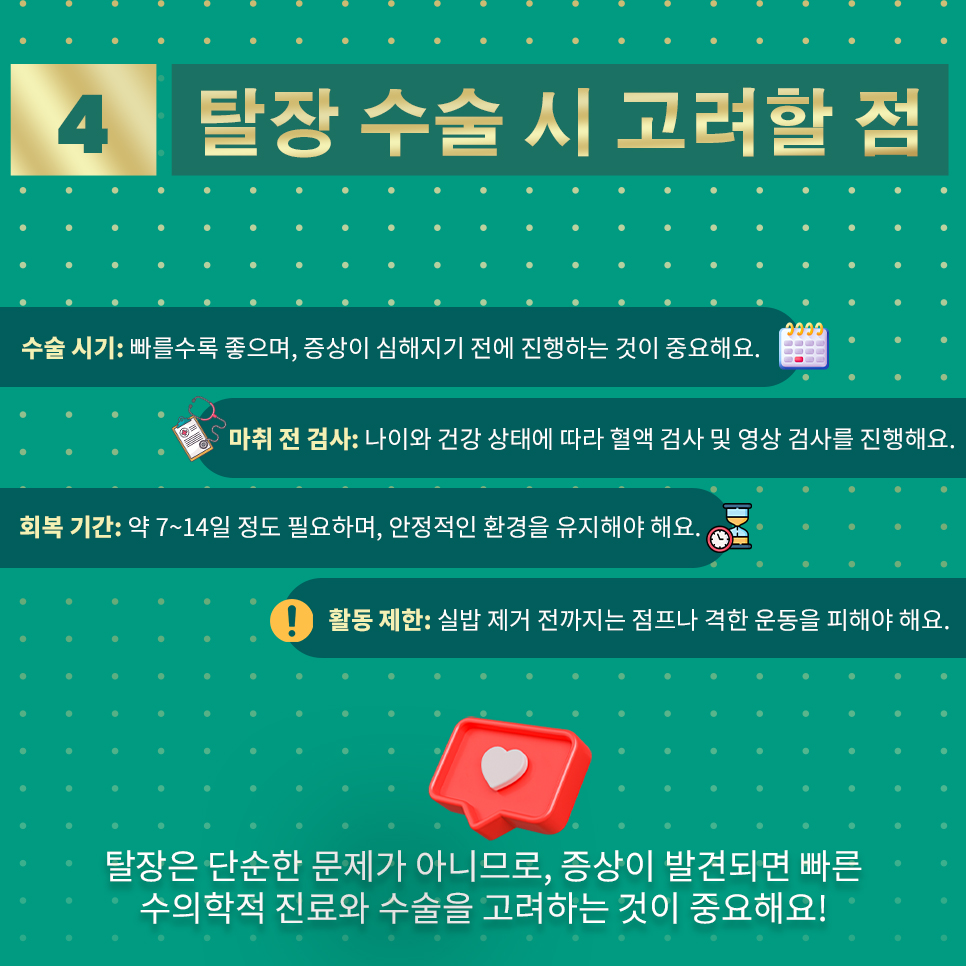 4 탈장 수술 시 고려할 점
수술 시기: 빠를수록 좋으며, 증상이 심해지기 전에 진행하는 것이 중요해요.
마취 전 검사: 나이와 건강 상태에 따라 혈액 검사 및 영상 검사를 진행해요.
회복 기간: 약 7~14일 정도 필요하며, 안정적인 환경을 유지해야 해요.
활동 제한: 실밥 제거 전까지는 점프나 격한 운동을 피해야 해요.
탈장은 단순한 문제가 아니므로, 증상이 발견되면 빠른
수의학적 진료와 수술을 고려하는 것이 중요해요!